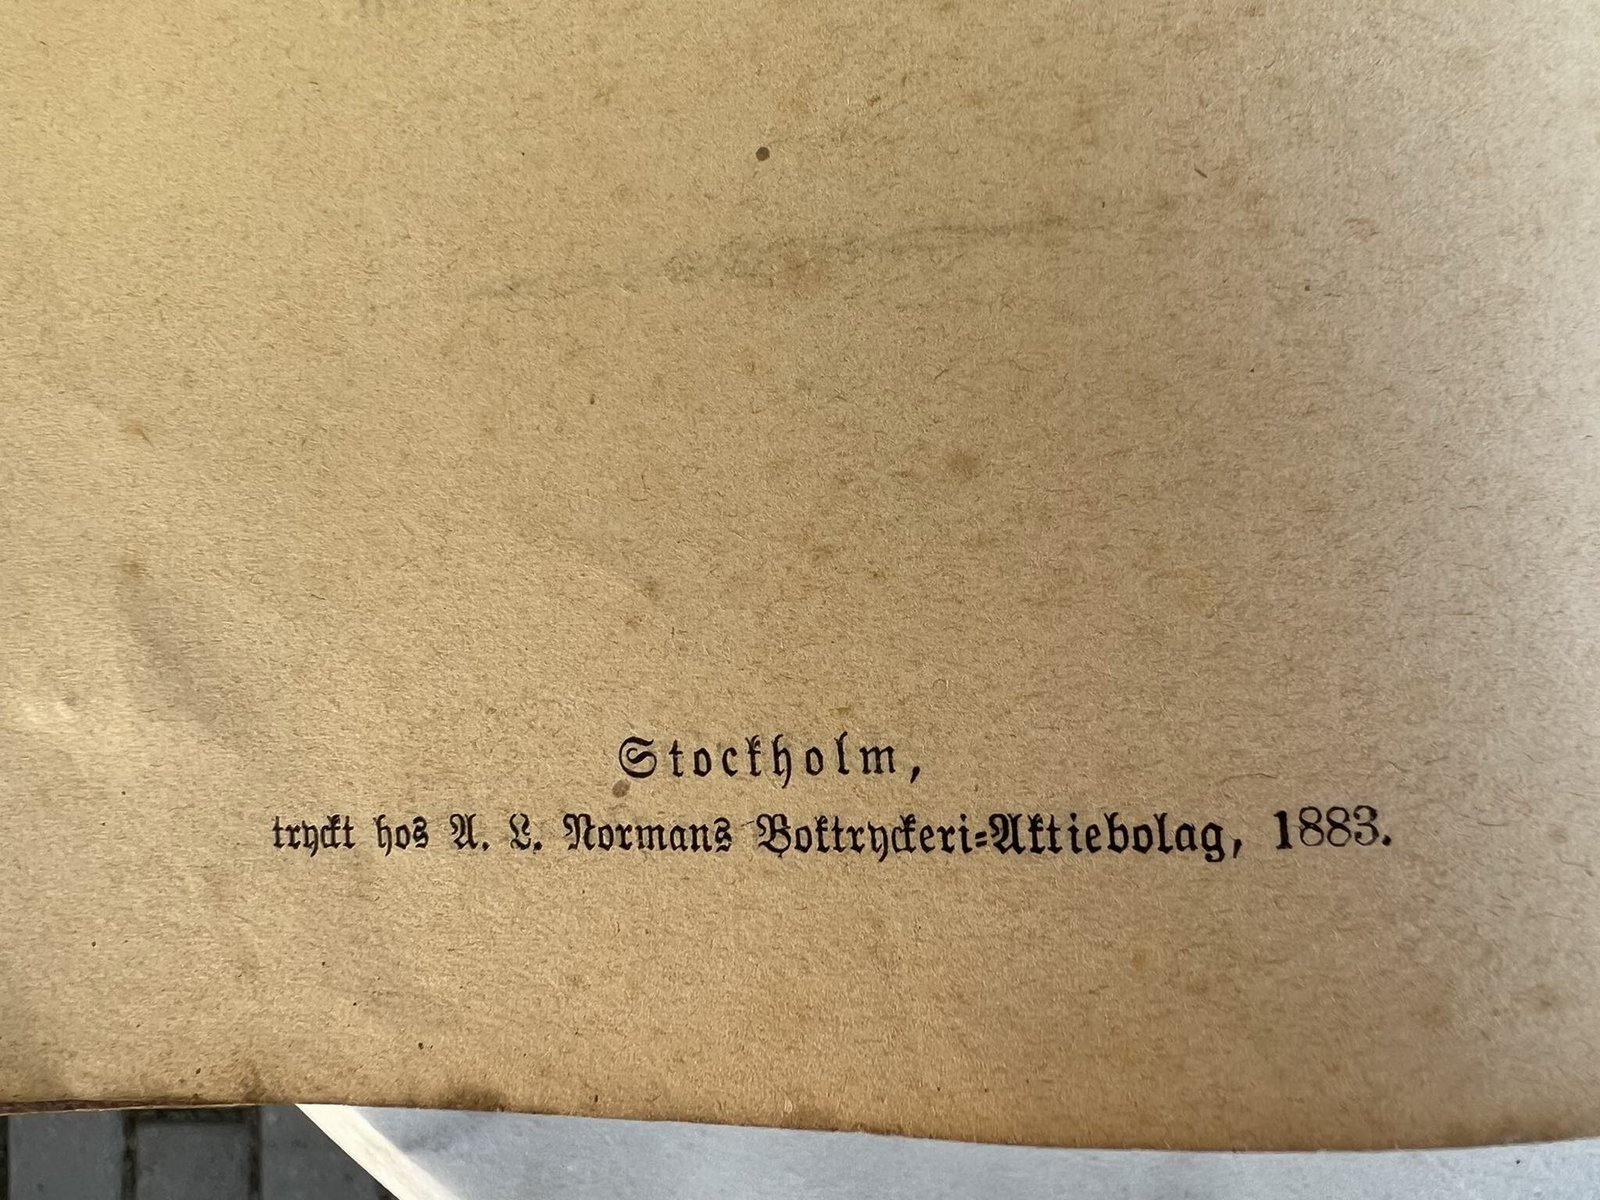 Stockholm,
tryckt hos A. L. Normans Boktryckeri-Aktiebolag, 1883.